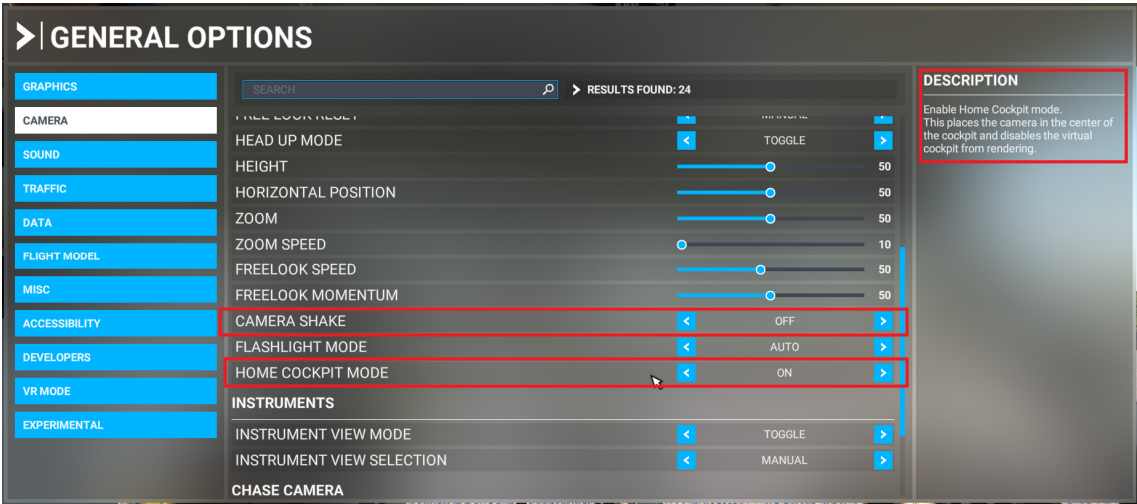 GENERAL OPTIONS
GRAPHICS
CAMERA
SOUND
TRAFFIC
DATA
FLIGHT MODEL
MISC
ACCESSIBILITY
DEVELOPERS
VR MODE
EXPERIMENTAL
SEARCH
RESULTS FOUND: 24
FREE LOOK RESET MANUAL
HEAD UP MODE TOGGLE
HEIGHT 50
HORIZONTAL POSITION 50
ZOOM 50
ZOOM SPEED 10
FREELOOK SPEED 50
FREELOOK MOMENTUM 50
CAMERA SHAKE OFF
FLASHLIGHT MODE AUTO
HOME COCKPIT MODE ON
INSTRUMENTS
INSTRUMENT VIEW MODE TOGGLE
INSTRUMENT VIEW SELECTION MANUAL
CHASE CAMERA
DESCRIPTION
Enable Home Cockpit mode.
This places the camera in the center of
the cockpit and disables the virtual
cockpit from rendering.